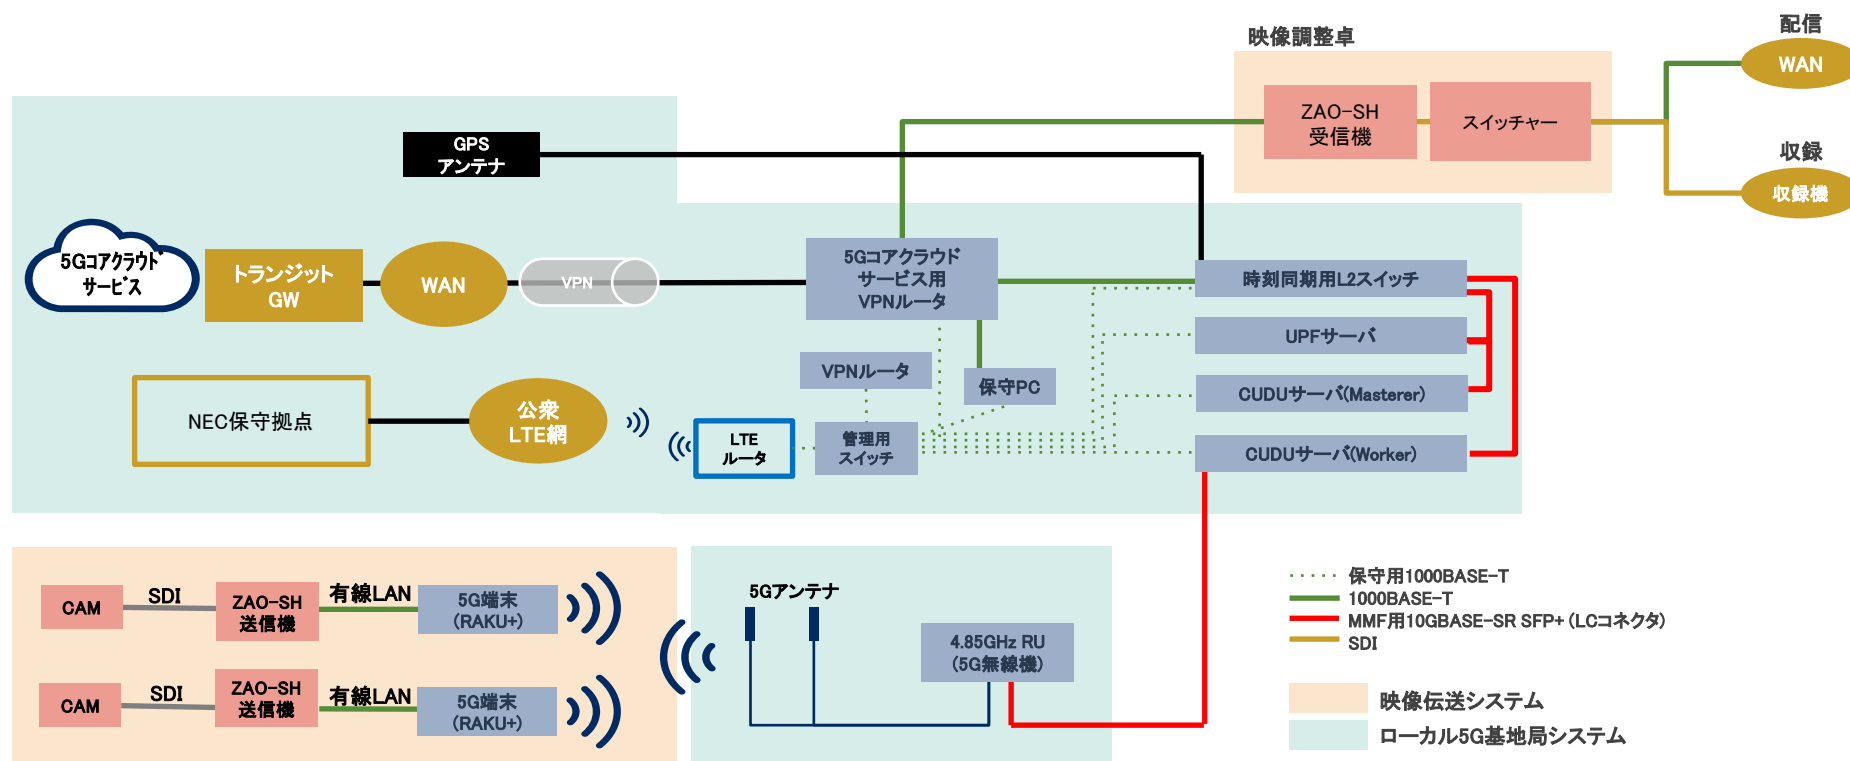 配信
映像調整卓
WAN
ZAO-SH
受信機
スイッチャー
収録
収録機
GPS
アンテナ
5Gコアクラウド
サービス
トランジット
GW
WAN
VPN
5Gコアクラウド
サービス用
VPNルータ
時刻同期用L2スイッチ
UPFサーバ
VPNルータ
保守PC
CUDUサーバ(Masterer)
NEC保守拠点
公衆
LTE網
LTE
ルータ
管理用
スイッチ
CUDUサーバ(Worker)
CAM
SDI
ZAO-SH
送信機
有線LAN
5G端末
(RAKU+)
CAM
SDI
ZAO-SH
送信機
有線LAN
5G端末
(RAKU+)
5Gアンテナ
4.85GHz RU
(5G無線機)
保守用1000BASE-T
1000BASE-T
MMF用10GBASE-SR SFP+ (LCコネクタ)
SDI
映像伝送システム
ローカル5G基地局システム